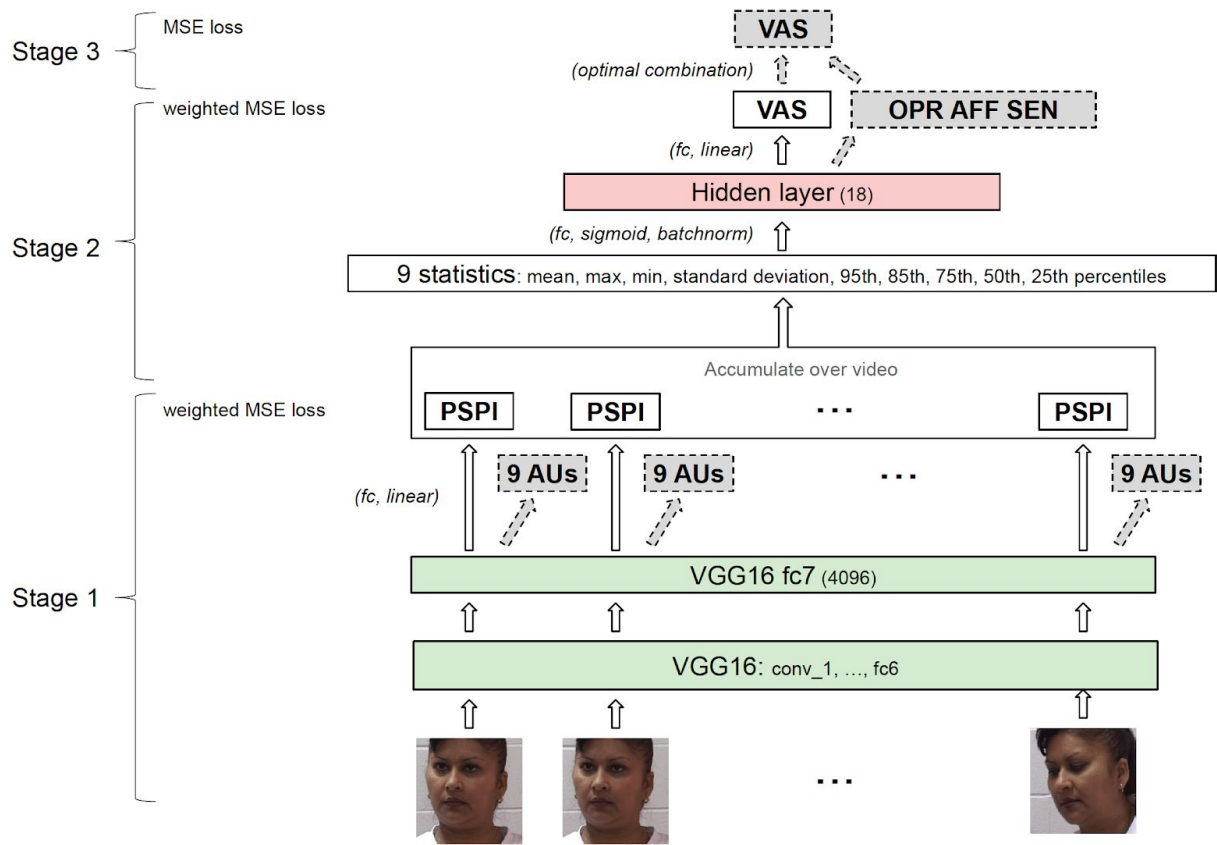 Stage 3
MSE loss
VAS
(optimal combination)
Stage 2
weighted MSE loss
VAS
OPR AFF SEN
(fc, linear)
Hidden layer (18)
(fc, sigmoid, batchnorm)
9 statistics: mean, max, min, standard deviation, 95th, 85th, 75th, 50th, 25th percentiles
Accumulate over video
Stage 1
weighted MSE loss
PSPI
PSPI
...
PSPI
(fc, linear)
9 AUs
9 AUs
...
9 AUs
VGG16 fc7 (4096)
VGG16: conv_1, ..., fc6
...